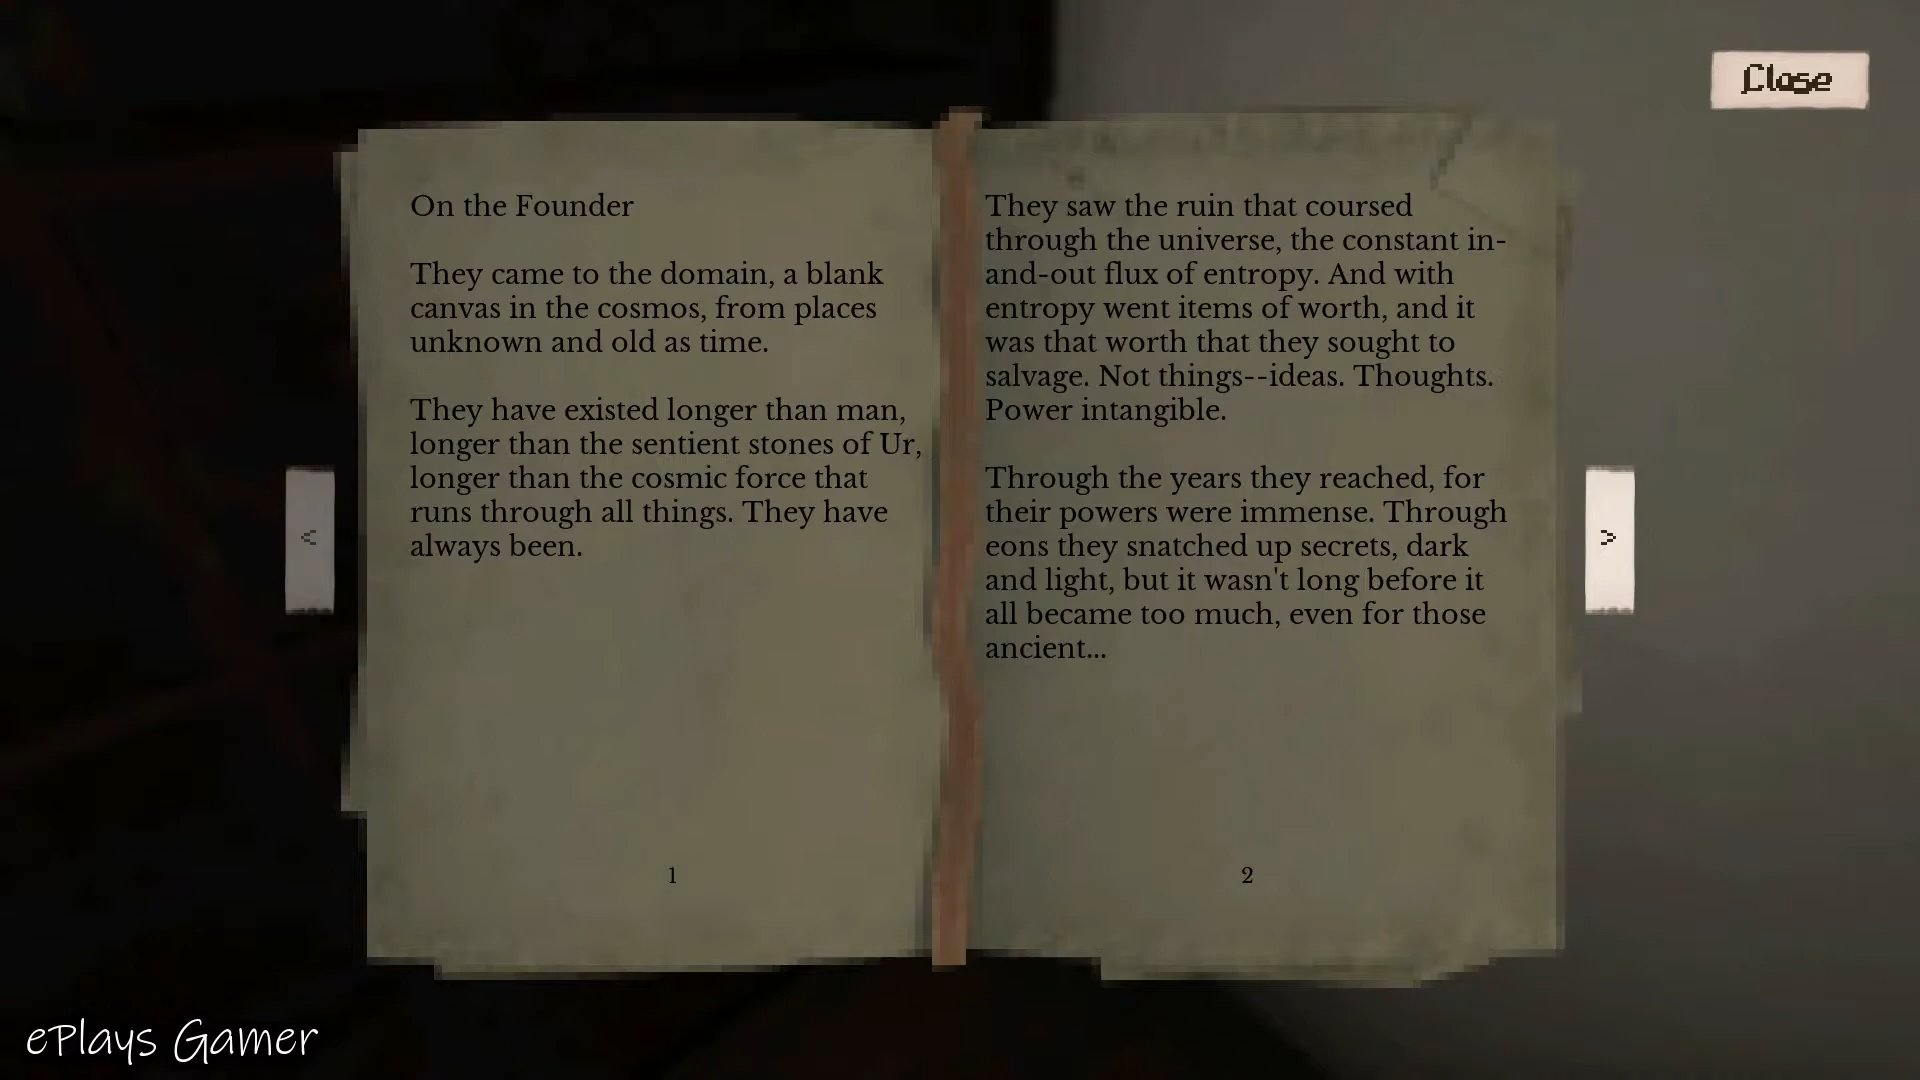 Close
On the Founder
They came to the domain, a blank
canvas in the cosmos, from places
unknown and old as time.
They have existed longer than man,
longer than the sentient stones of Ur,
longer than the cosmic force that
runs through all things. They have
always been.
1
They saw the ruin that coursed
through the universe, the constant in-
and-out flux of entropy. And with
entropy went items of worth, and it
was that worth that they sought to
salvage. Not things--ideas. Thoughts.
Power intangible.
Through the years they reached, for
their powers were immense. Through
eons they snatched up secrets, dark
and light, but it wasn't long before it
all became too much, even for those
ancient...
2
<
>
ePlays Gamer